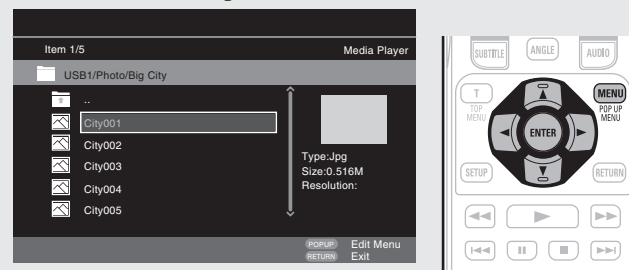 Item 1/5
Media Player
USB1/Photo/Big City
..
City001
City002
City003
City004
City005
Type:Jpg
Size:0.516M
Resolution:
POPUP Edit Menu
RETURN Exit
SUBTITLE
ANGLE
AUDIO
T
TOP
MENU
MENU
POP UP
MENU
ENTER
SETUP
RETURN